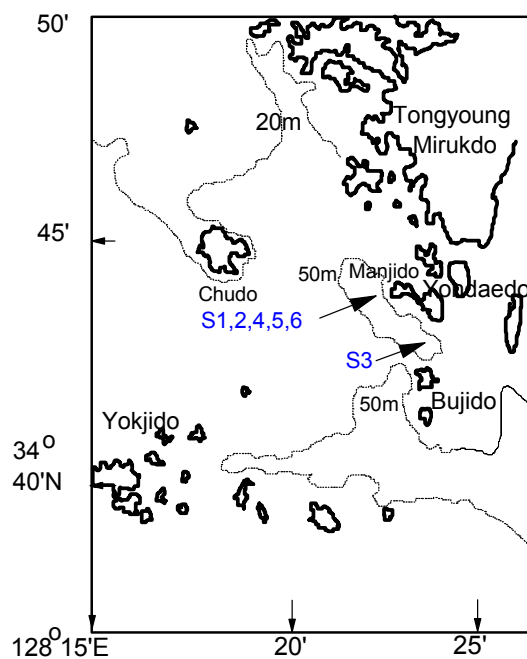 50'
20m
Tongyoung
Mirukdo
45'
50m
Manjido
Yondaedo
Chudo
S1,2,4,5,6
S3
50m
Bujido
Yokjido
34°
40'N
128°15'E
20'
25'